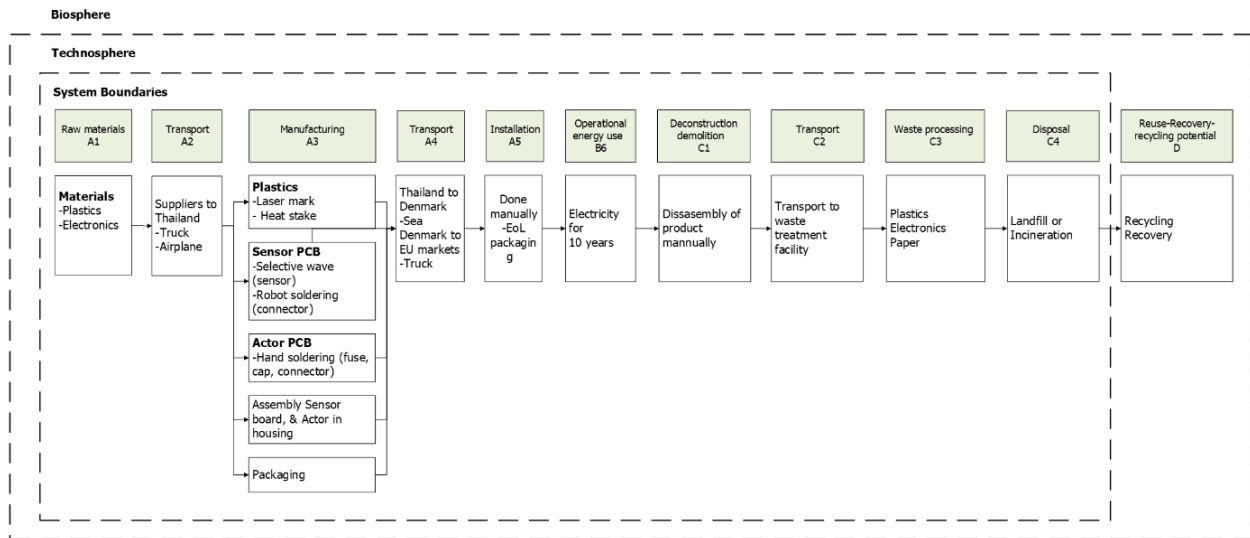 Biosphere
Technosphere
System Boundaries
Raw materials
A1
Transport
A2
Manufacturing
A3
Transport
A4
Installation
A5
Operational
energy use
B6
Deconstruction
demolition
C1
Transport
C2
Waste processing
C3
Disposal
C4
Reuse-Recovery-
recycling potential
D
Materials
-Plastics
-Electronics
Suppliers to
Thailand
-Truck
-Airplane
Plastics
-Laser mark
- Heat stake
Sensor PCB
-Selective wave
(sensor)
-Robot soldering
(connector)
Actor PCB
-Hand soldering (fuse,
cap, connector)
Assembly Sensor
board, & Actor in
housing
Packaging
Thailand to
Denmark
-Sea
Denmark to
EU markets
-Truck
Done
manually
-EoL
packagin
g
Electricity
for
10 years
Dissasembly of
product mannually
Transport to
waste
treatment
facility
Plastics
Electronics
Paper
Landfill or
Incineration
Recycling
Recovery